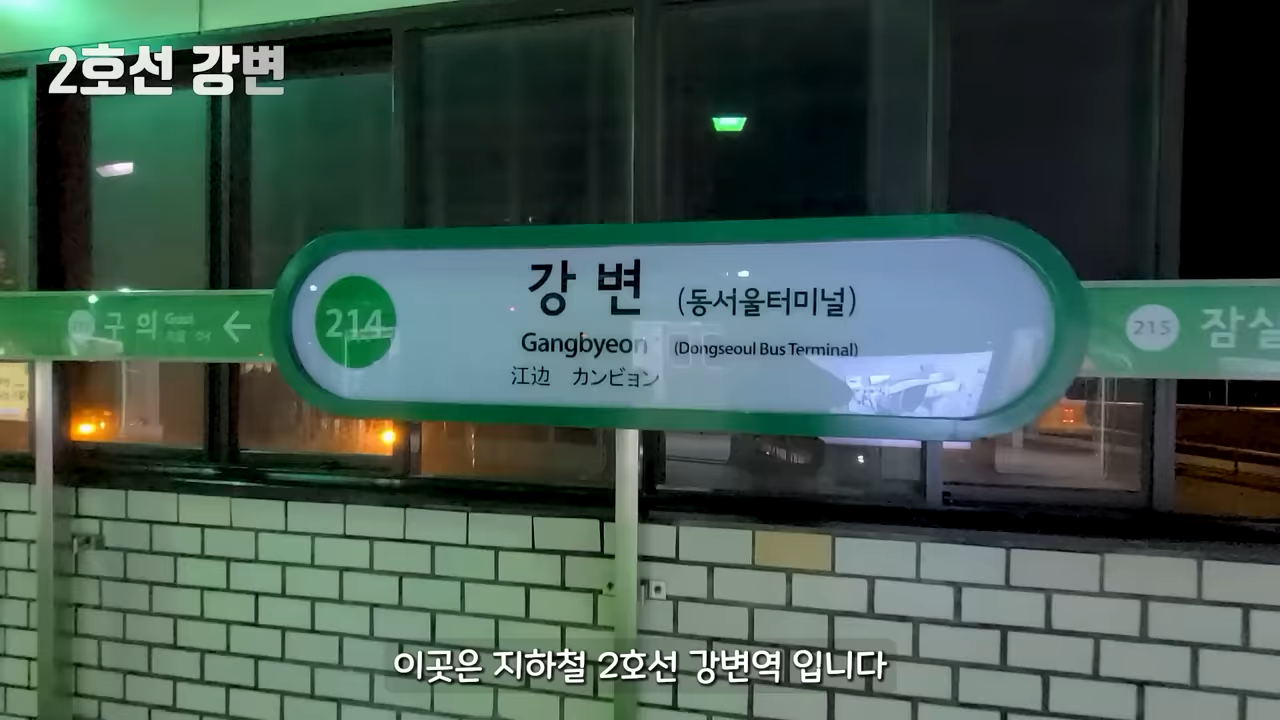 2호선 강변
강변 (동서울터미널)
Gangbyeon (Dongseoul Bus Terminal)
江边 カンビョン
214
구의 Guui ←
215 잠실
이곳은 지하철 2호선 강변역 입니다